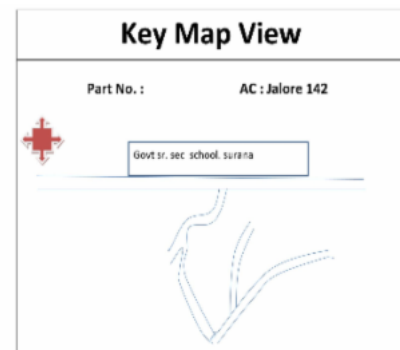 Key Map View
Part No. : AC : Jalore 142
Govt sr. sec school. surana